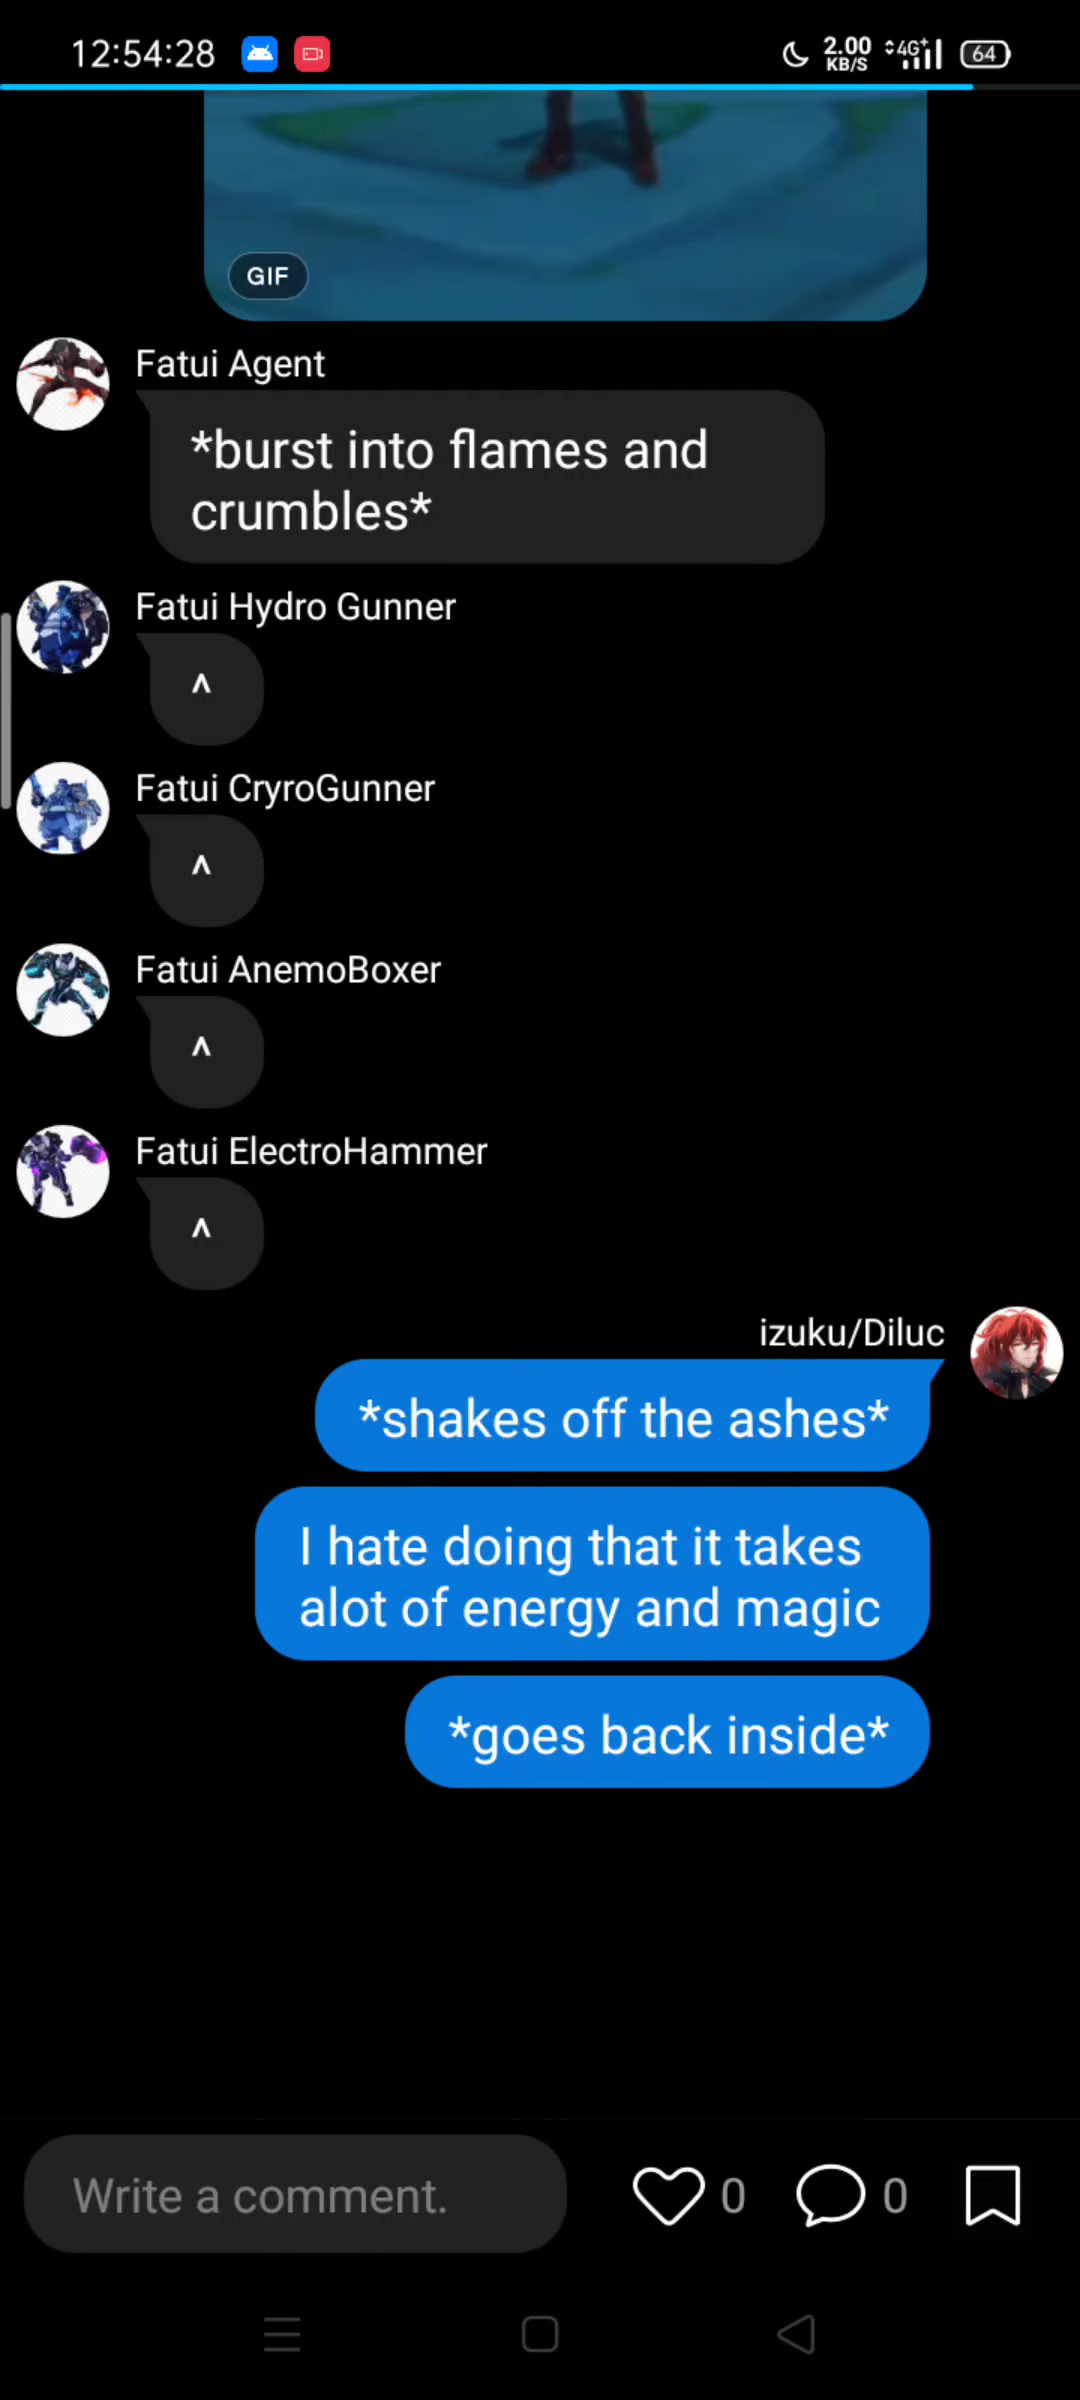 12:54:28
2.00
KB/S
4G+
64
GIF
Fatui Agent
*burst into flames and
crumbles*
Fatui Hydro Gunner
^
Fatui CryroGunner
^
Fatui AnemoBoxer
^
Fatui ElectroHammer
^
izuku/Diluc
*shakes off the ashes*
I hate doing that it takes
alot of energy and magic
*goes back inside*
Write a comment.
0
0